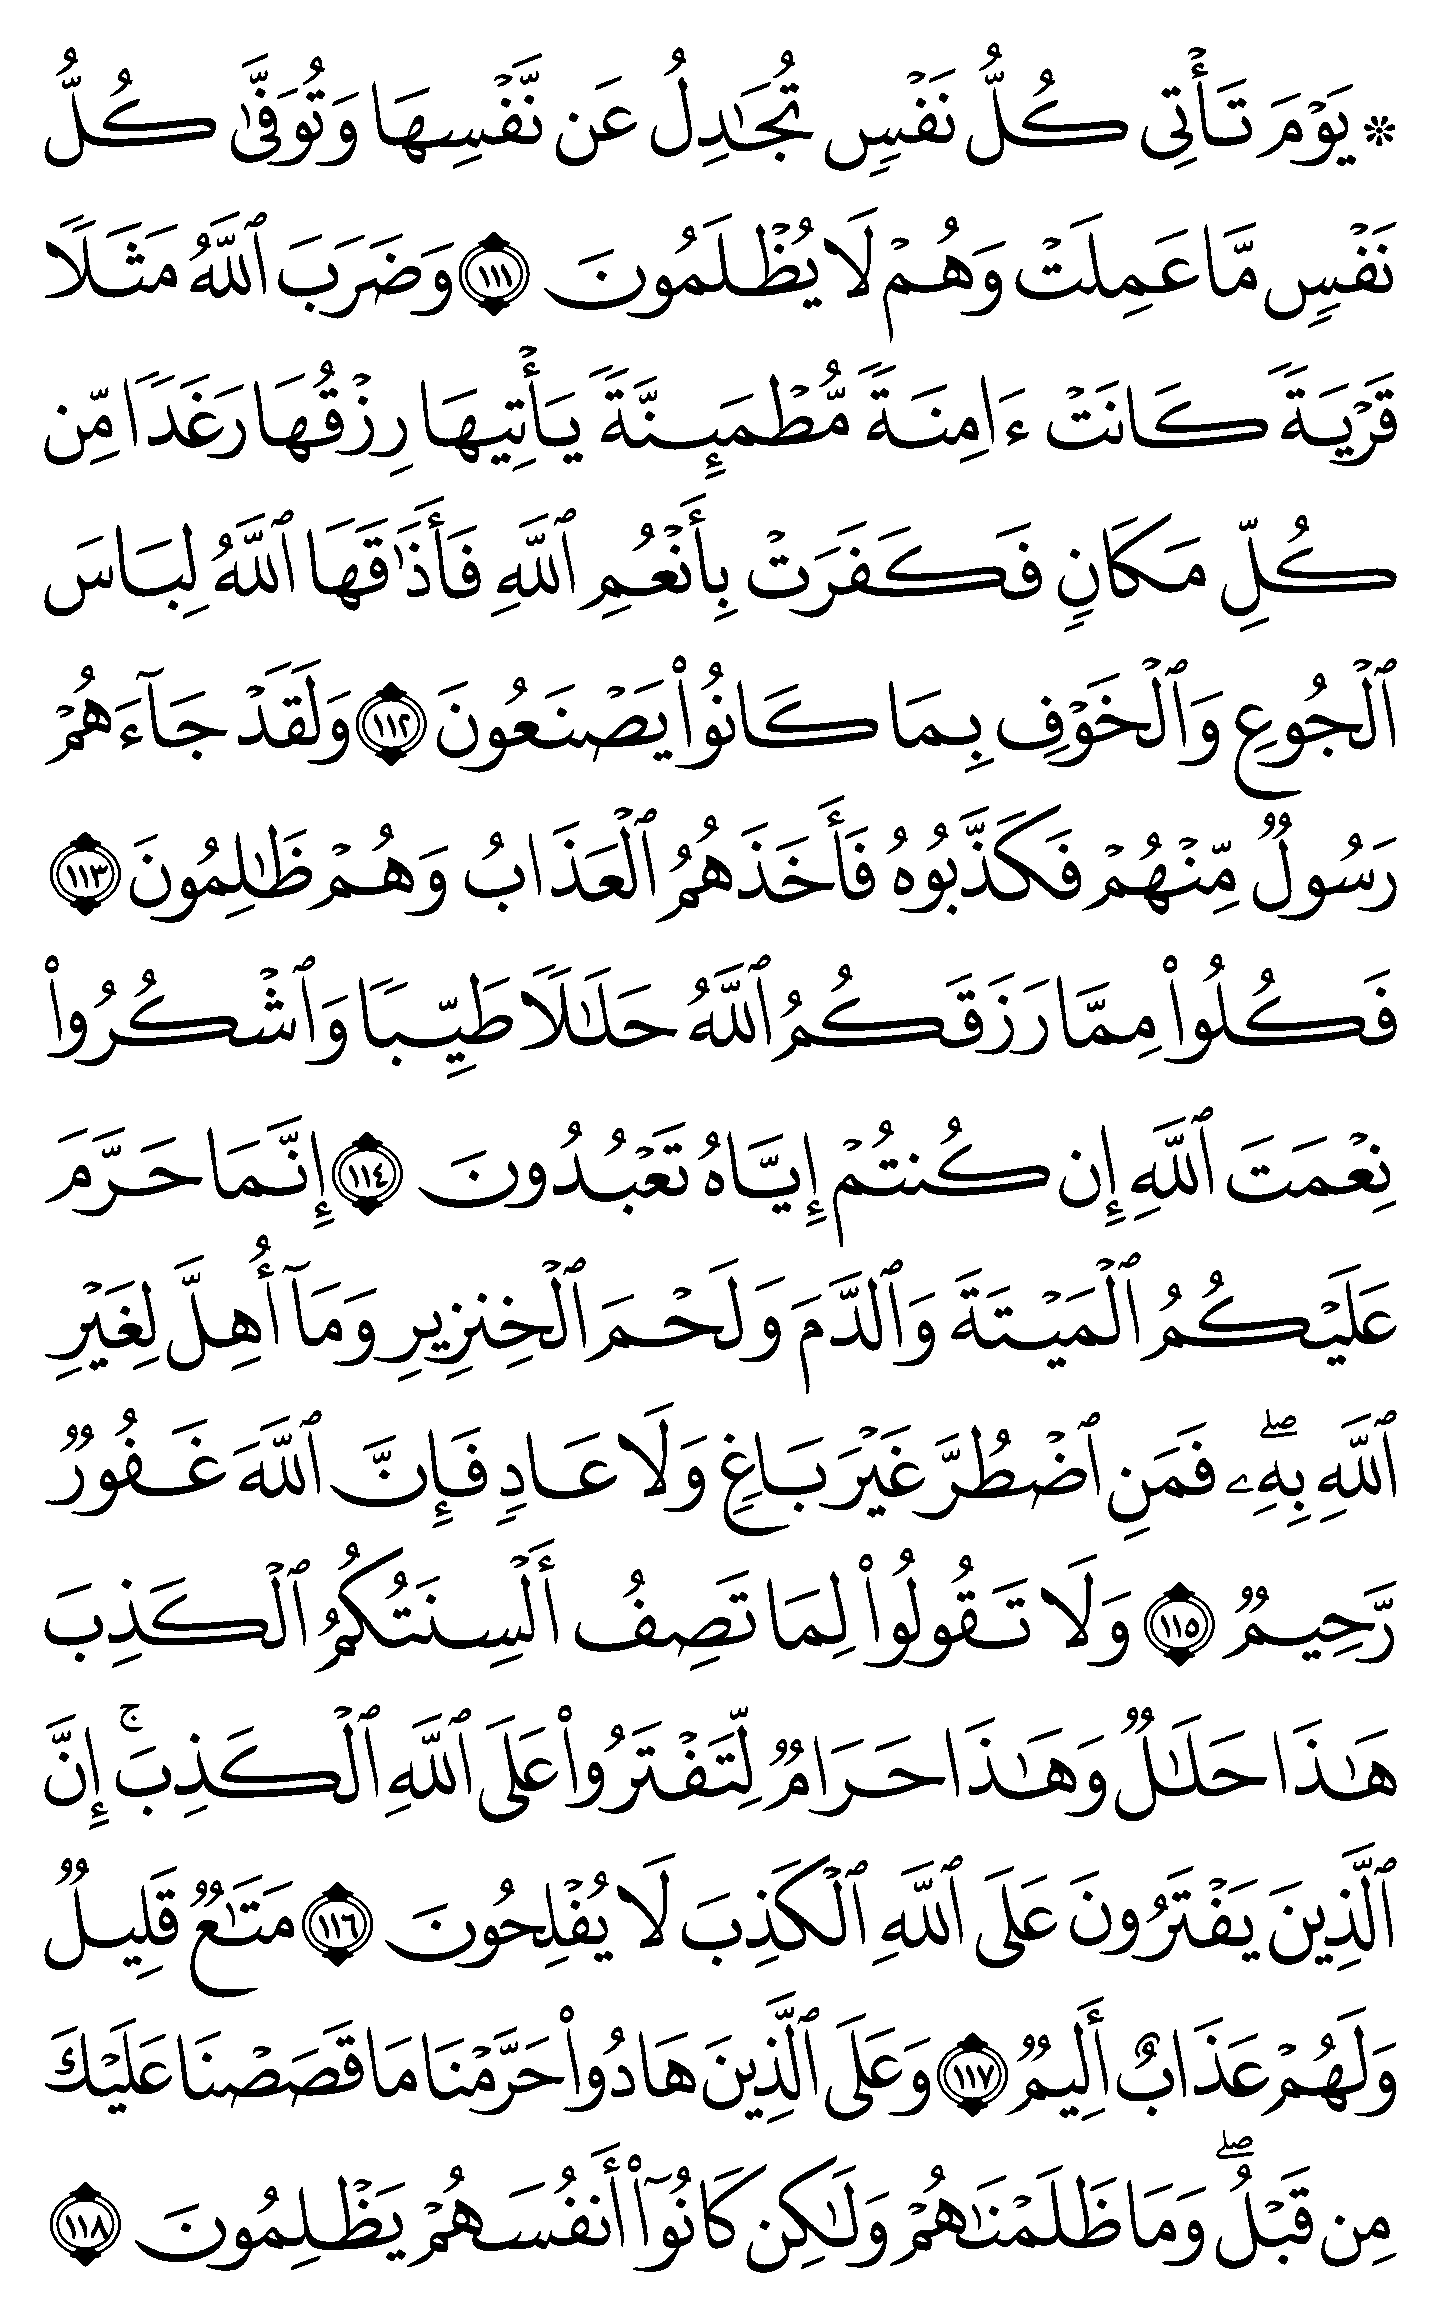 ۞ يَوۡمَ تَأۡتِي كُلُّ نَفۡسٖ تُجَٰدِلُ عَن نَّفۡسِهَا وَتُوَفَّىٰ كُلُّ
نَفۡسٖ مَّا عَمِلَتۡ وَهُمۡ لَا يُظۡلَمُونَ ١١١ وَضَرَبَ ٱللَّهُ مَثَلٗا
قَرۡيَةٗ كَانَتۡ ءَامِنَةٗ مُّطۡمَئِنَّةٗ يَأۡتِيهَا رِزۡقُهَا رَغَدٗا مِّن
كُلِّ مَكَانٖ فَكَفَرَتۡ بِأَنۡعُمِ ٱللَّهِ فَأَذَٰقَهَا ٱللَّهُ لِبَاسَ
ٱلۡجُوعِ وَٱلۡخَوۡفِ بِمَا كَانُواْ يَصۡنَعُونَ ١١٢ وَلَقَدۡ جَآءَهُمۡ
رَسُولٞ مِّنۡهُمۡ فَكَذَّبُوهُ فَأَخَذَهُمُ ٱلۡعَذَابُ وَهُمۡ ظَٰلِمُونَ ١١٣
فَكُلُواْ مِمَّا رَزَقَكُمُ ٱللَّهُ حَلَٰلٗا طَيِّبٗا وَٱشۡكُرُواْ
نِعۡمَتَ ٱللَّهِ إِن كُنتُمۡ إِيَّاهُ تَعۡبُدُونَ ١١٤ إِنَّمَا حَرَّمَ
عَلَيۡكُمُ ٱلۡمَيۡتَةَ وَٱلدَّمَ وَلَحۡمَ ٱلۡخِنزِيرِ وَمَآ أُهِلَّ لِغَيۡرِ
ٱللَّهِ بِهِۦۖ فَمَنِ ٱضۡطُرَّ غَيۡرَ بَاغٖ وَلَا عَادٖ فَإِنَّ ٱللَّهَ غَفُورٞ
رَّحِيمٞ ١١٥ وَلَا تَقُولُواْ لِمَا تَصِفُ أَلۡسِنَتُكُمُ ٱلۡكَذِبَ
هَٰذَا حَلَٰلٞ وَهَٰذَا حَرَامٞ لِّتَفۡتَرُواْ عَلَى ٱللَّهِ ٱلۡكَذِبَۚ إِنَّ
ٱلَّذِينَ يَفۡتَرُونَ عَلَى ٱللَّهِ ٱلۡكَذِبَ لَا يُفۡلِحُونَ ١١٦ مَتَٰعٞ قَلِيلٞ
وَلَهُمۡ عَذَابٌ أَلِيمٞ ١١٧ وَعَلَى ٱلَّذِينَ هَادُواْ حَرَّمۡنَا مَا قَصَصۡنَا عَلَيۡكَ
مِن قَبۡلُۖ وَمَا ظَلَمۡنَٰهُمۡ وَلَٰكِن كَانُوٓاْ أَنفُسَهُمۡ يَظۡلِمُونَ ١١٨